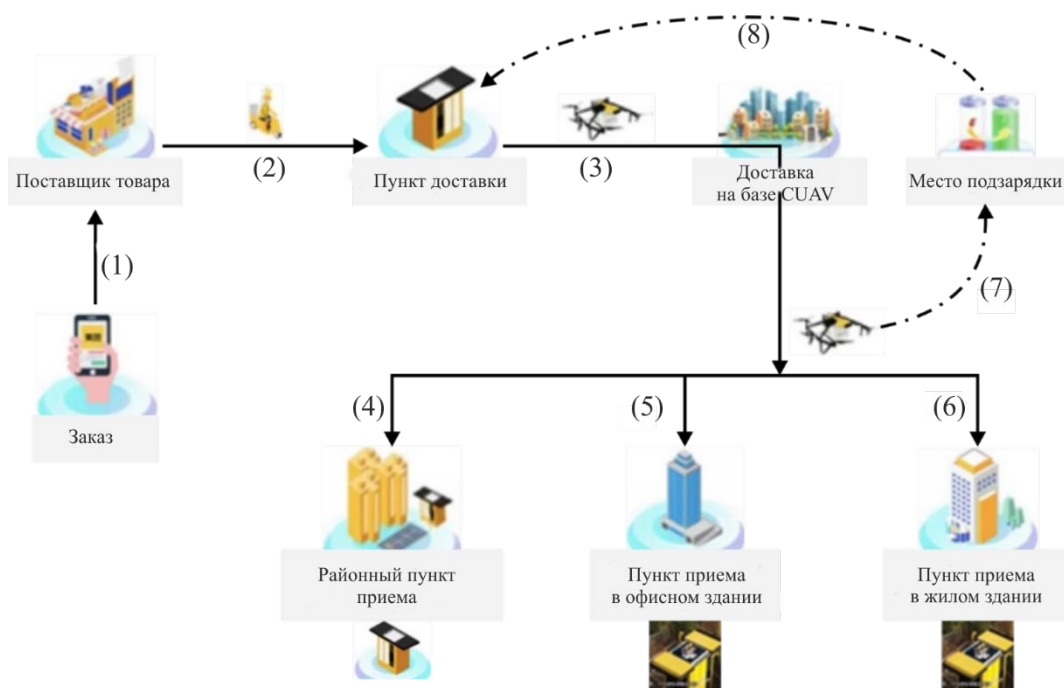 (8)
(2)
(3)
Поставщик товара
Пункт доставки
Доставка
на базе CUAV
Место подзарядки
(1)
(7)
(4)
(5)
(6)
Заказ
Районный пункт
приема
Пункт приема
в офисном здании
Пункт приема
в жилом здании